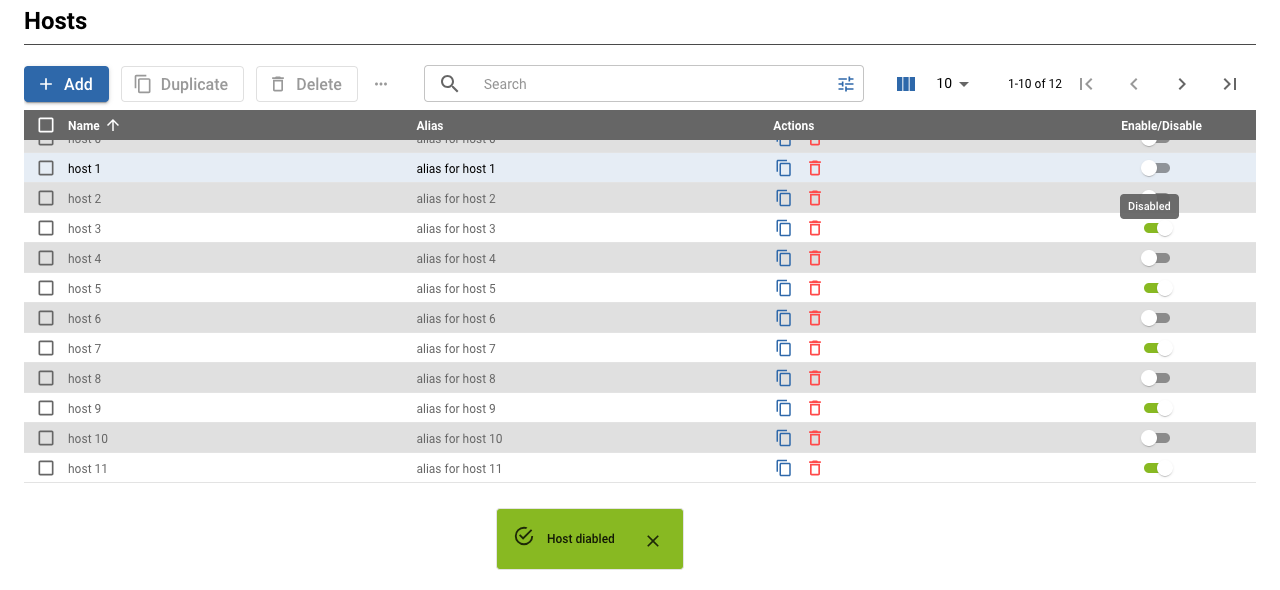 Hosts
Add Duplicate Delete ... Search 10 1-10 of 12
Name Alias Actions Enable/Disable
host 0 alias for host 0
host 1 alias for host 1
host 2 alias for host 2
Disabled
host 3 alias for host 3
host 4 alias for host 4
host 5 alias for host 5
host 6 alias for host 6
host 7 alias for host 7
host 8 alias for host 8
host 9 alias for host 9
host 10 alias for host 10
host 11 alias for host 11
Host diabled